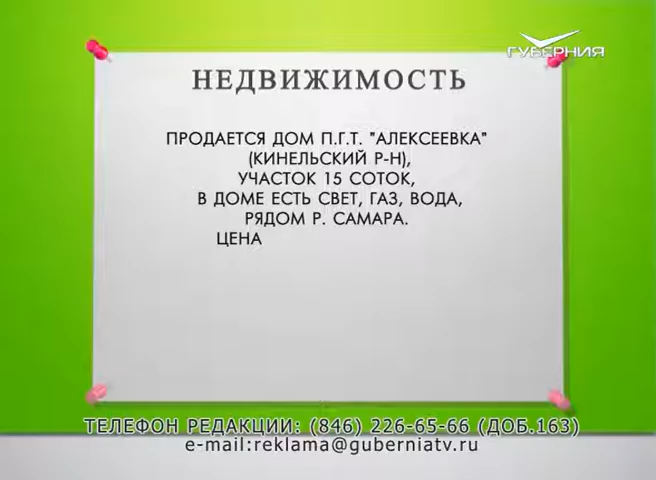 ГУБЕРНИЯ
НЕДВИЖИМОСТЬ
ПРОДАЕТСЯ ДОМ П.Г.Т. "АЛЕКСЕЕВКА"
(КИНЕЛЬСКИЙ Р-Н),
УЧАСТОК 15 СОТОК,
В ДОМЕ ЕСТЬ СВЕТ, ГАЗ, ВОДА,
РЯДОМ Р. САМАРА.
ЦЕНА
ТЕЛЕФОН РЕДАКЦИИ: (846) 226-65-66 (ДОБ.163)
e-mail:reklama@guberniatv.ru